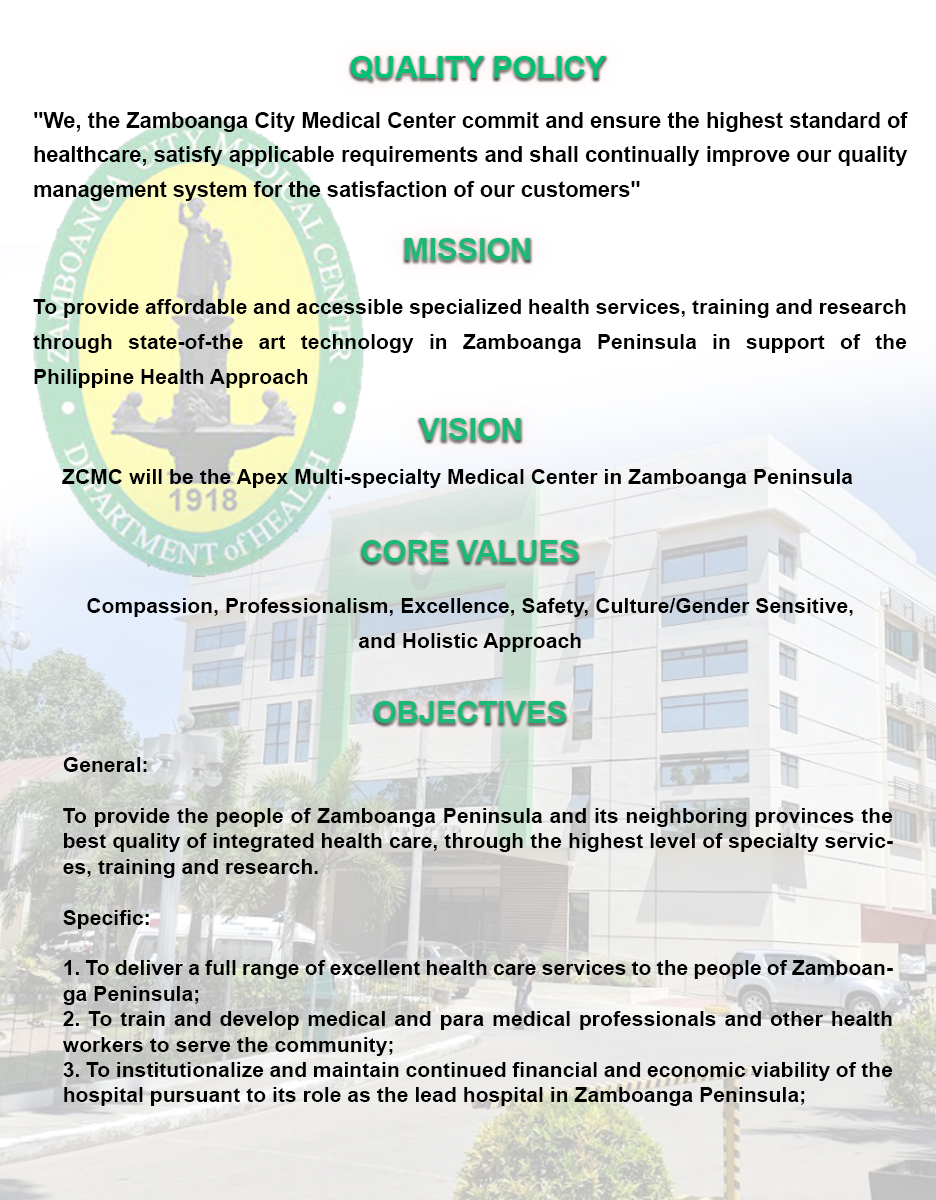 QUALITY POLICY
"We, the Zamboanga City Medical Center commit and ensure the highest standard of
healthcare, satisfy applicable requirements and shall continually improve our quality
management system for the satisfaction of our customers"
MISSION
To provide affordable and accessible specialized health services, training and research
through state-of-the art technology in Zamboanga Peninsula in support of the
Philippine Health Approach
VISION
ZCMC will be the Apex Multi-specialty Medical Center in Zamboanga Peninsula
CORE VALUES
Compassion, Professionalism, Excellence, Safety, Culture/Gender Sensitive,
and Holistic Approach
OBJECTIVES
General:
To provide the people of Zamboanga Peninsula and its neighboring provinces the
best quality of integrated health care, through the highest level of specialty servic-
es, training and research.
Specific:
1. To deliver a full range of excellent health care services to the people of Zamboan-
ga Peninsula;
2. To train and develop medical and para medical professionals and other health
workers to serve the community;
3. To institutionalize and maintain continued financial and economic viability of the
hospital pursuant to its role as the lead hospital in Zamboanga Peninsula;
ZAMBOANGA CITY MEDICAL CENTER
1918
DEPARTMENT of HEALTH